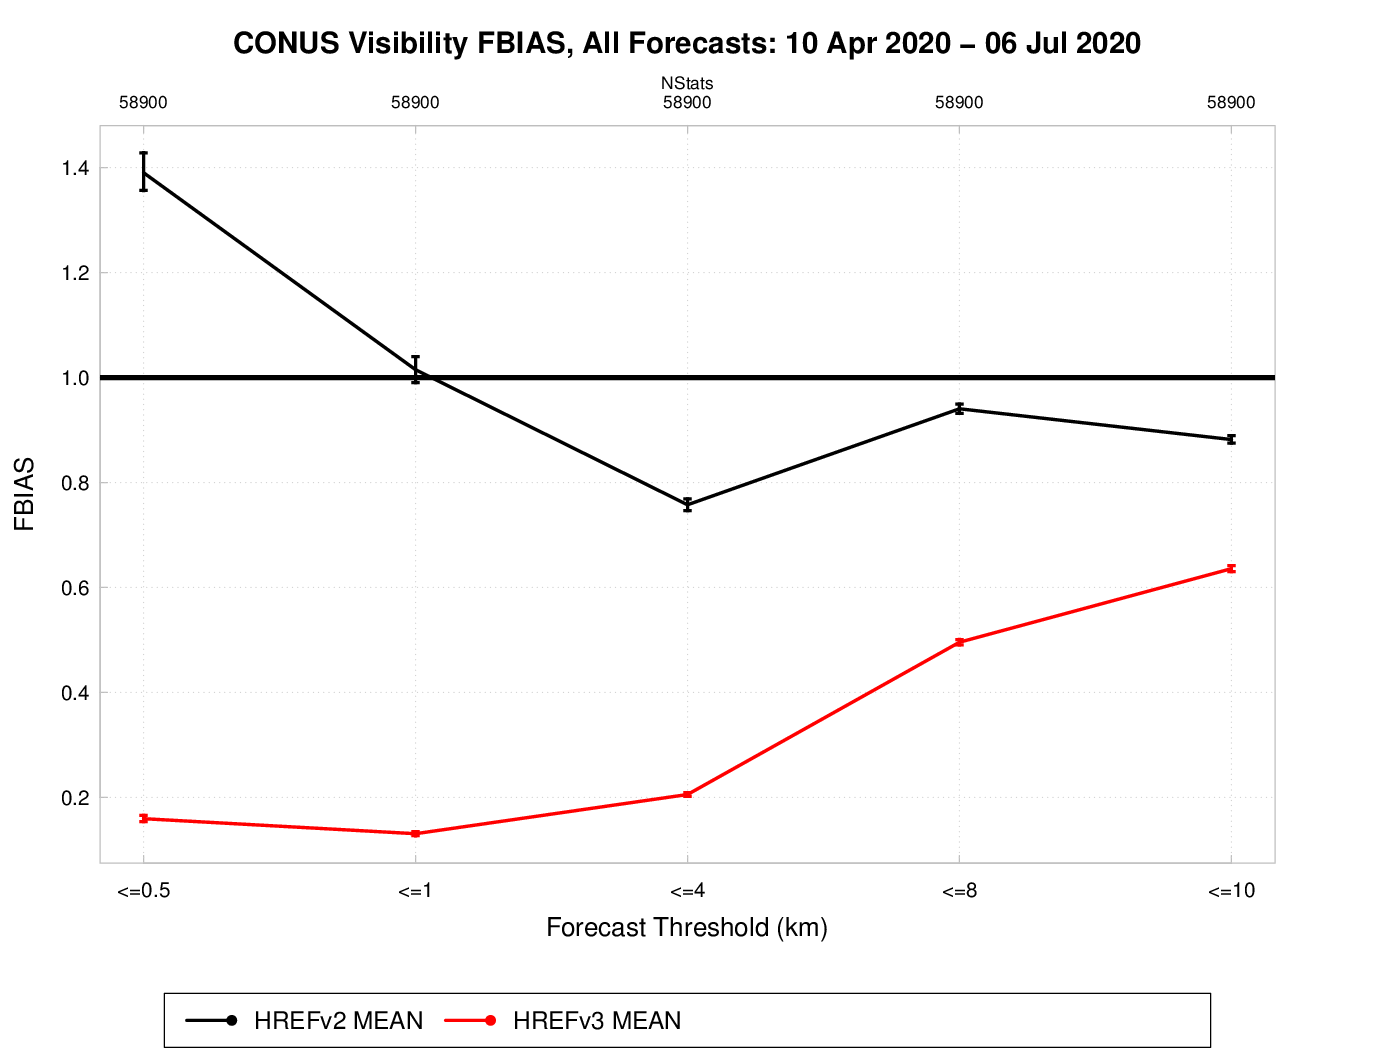 CONUS Visibility FBIAS, All Forecasts: 10 Apr 2020 – 06 Jul 2020
NStats
58900 58900 58900 58900 58900
1.4
1.2
1.0
0.8
0.6
0.4
0.2
FBIAS
<=0.5 <=1 <=4 <=8 <=10
Forecast Threshold (km)
HREFv2 MEAN HREFv3 MEAN